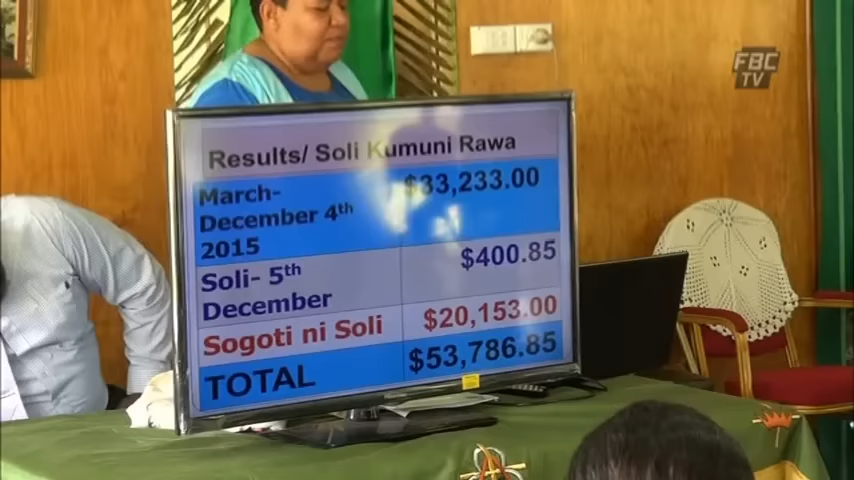 FBC
TV
Results/ Soli Kumuni Rawa
March-
December 4th
2015
$33,233.00
Soli- 5th
December
$400.85
Sogoti ni Soli
$20,153.00
TOTAL
$53,786.85